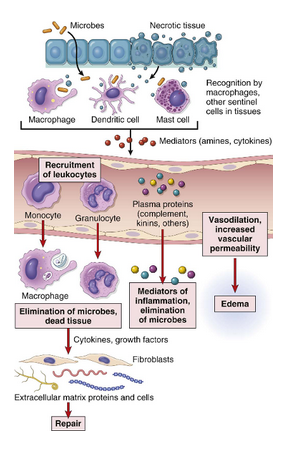 Microbes
Necrotic tissue
Recognition by
macrophages,
other sentinel
cells in tissues
Macrophage
Dendritic cell
Mast cell
Mediators (amines, cytokines)
Recruitment
of leukocytes
Monocyte
Granulocyte
Plasma proteins
(complement,
kinins, others)
Vasodilation,
increased
vascular
permeability
Macrophage
Elimination of microbes,
dead tissue
Mediators of
inflammation,
elimination
of microbes
Edema
Cytokines, growth factors
Fibroblasts
Extracellular matrix proteins and cells
Repair